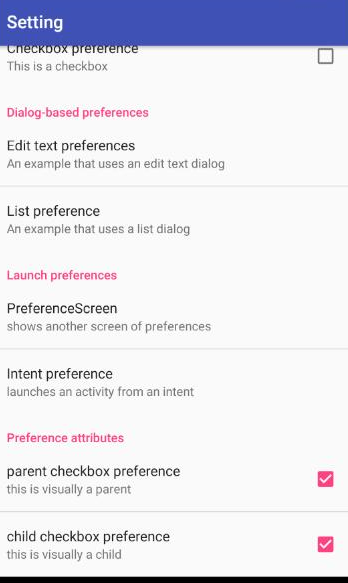 Setting
Checkbox preference
This is a checkbox
Dialog-based preferences
Edit text preferences
An example that uses an edit text dialog
List preference
An example that uses a list dialog
Launch preferences
PreferenceScreen
shows another screen of preferences
Intent preference
launches an activity from an intent
Preference attributes
parent checkbox preference
this is visually a parent
child checkbox preference
this is visually a child